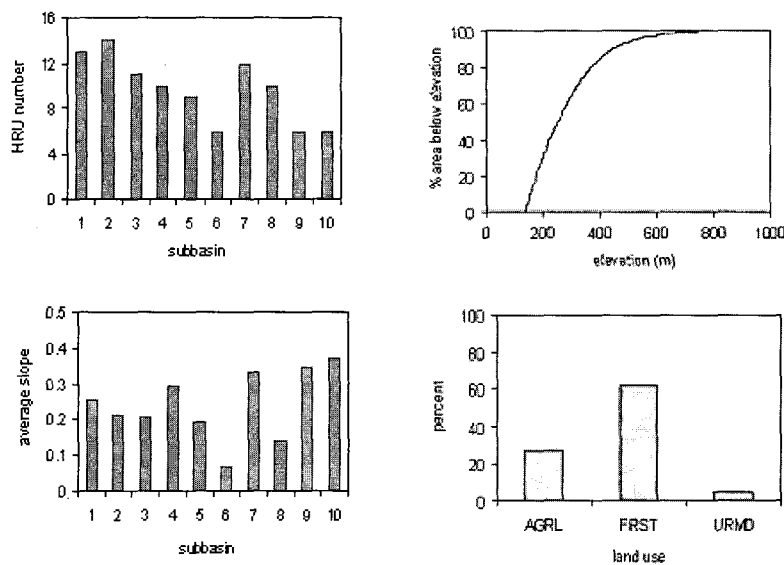 HRU number
16
12
8
4
0
1 2 3 4 5 6 7 8 9 10
subbasin
% area below elevation
100
80
60
40
20
0
0 200 400 600 800 1000
elevation (m)
average slope
0.5
0.4
0.3
0.2
0.1
0.
1 2 3 4 5 6 7 8 9 10
subbasin
percent
100
80
60
40
20
0
AGRL FRST URMD
land use